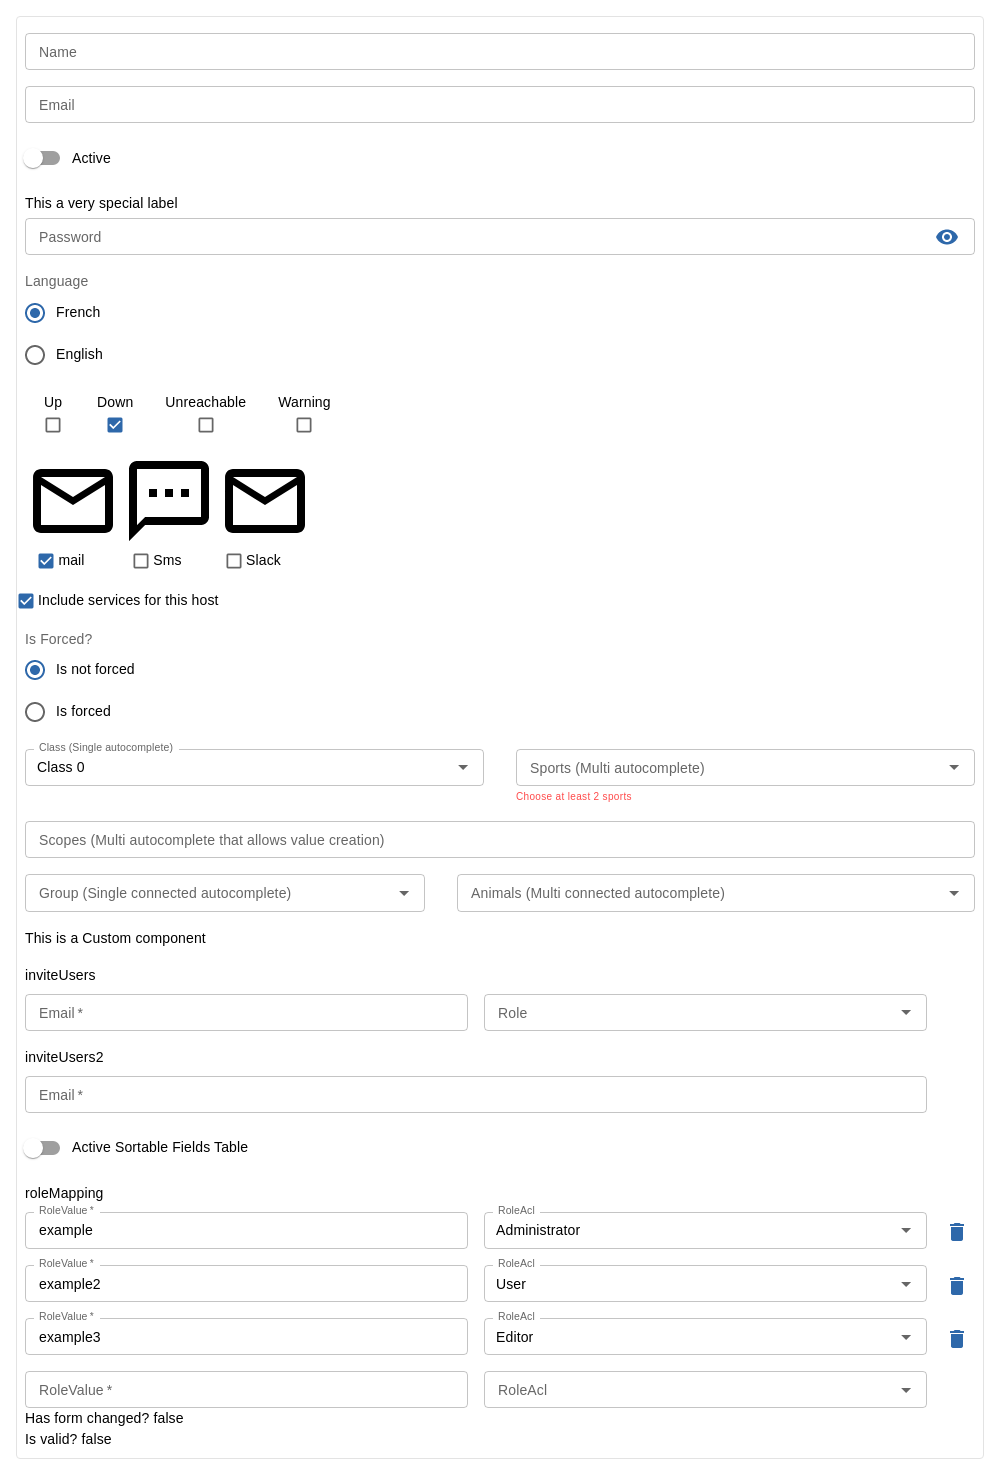 Name
Email
Active
This a very special label
Password
Language
French
English
Up Down Unreachable Warning
mail Sms Slack
Include services for this host
Is Forced?
Is not forced
Is forced
Class (Single autocomplete)
Class 0 Sports (Multi autocomplete)
Choose at least 2 sports
Scopes (Multi autocomplete that allows value creation)
Group (Single connected autocomplete) Animals (Multi connected autocomplete)
This is a Custom component
inviteUsers
Email * Role
inviteUsers2
Email *
Active Sortable Fields Table
roleMapping
RoleValue * RoleAcl
example Administrator
RoleValue * RoleAcl
example2 User
RoleValue * RoleAcl
example3 Editor
RoleValue * RoleAcl
Has form changed? false
Is valid? false